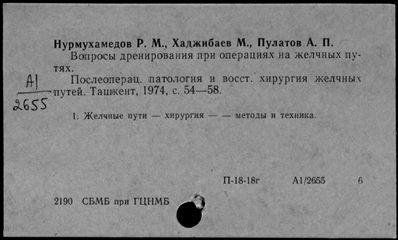 Нурмухамедов Р. М., Хаджибаев М., Пулатов А. П.
Вопросы дренирования при операциях на желчных пу-
тях.
Послеоперац. патология и восст. хирургия желчных
путей. Ташкент, 1974, с. 54—58.
А1
2655
1. Желчные пути — хирургия — — методы и техника.
П-18-18г А1/2655 6
2190 СБМБ при ГЦНМБ